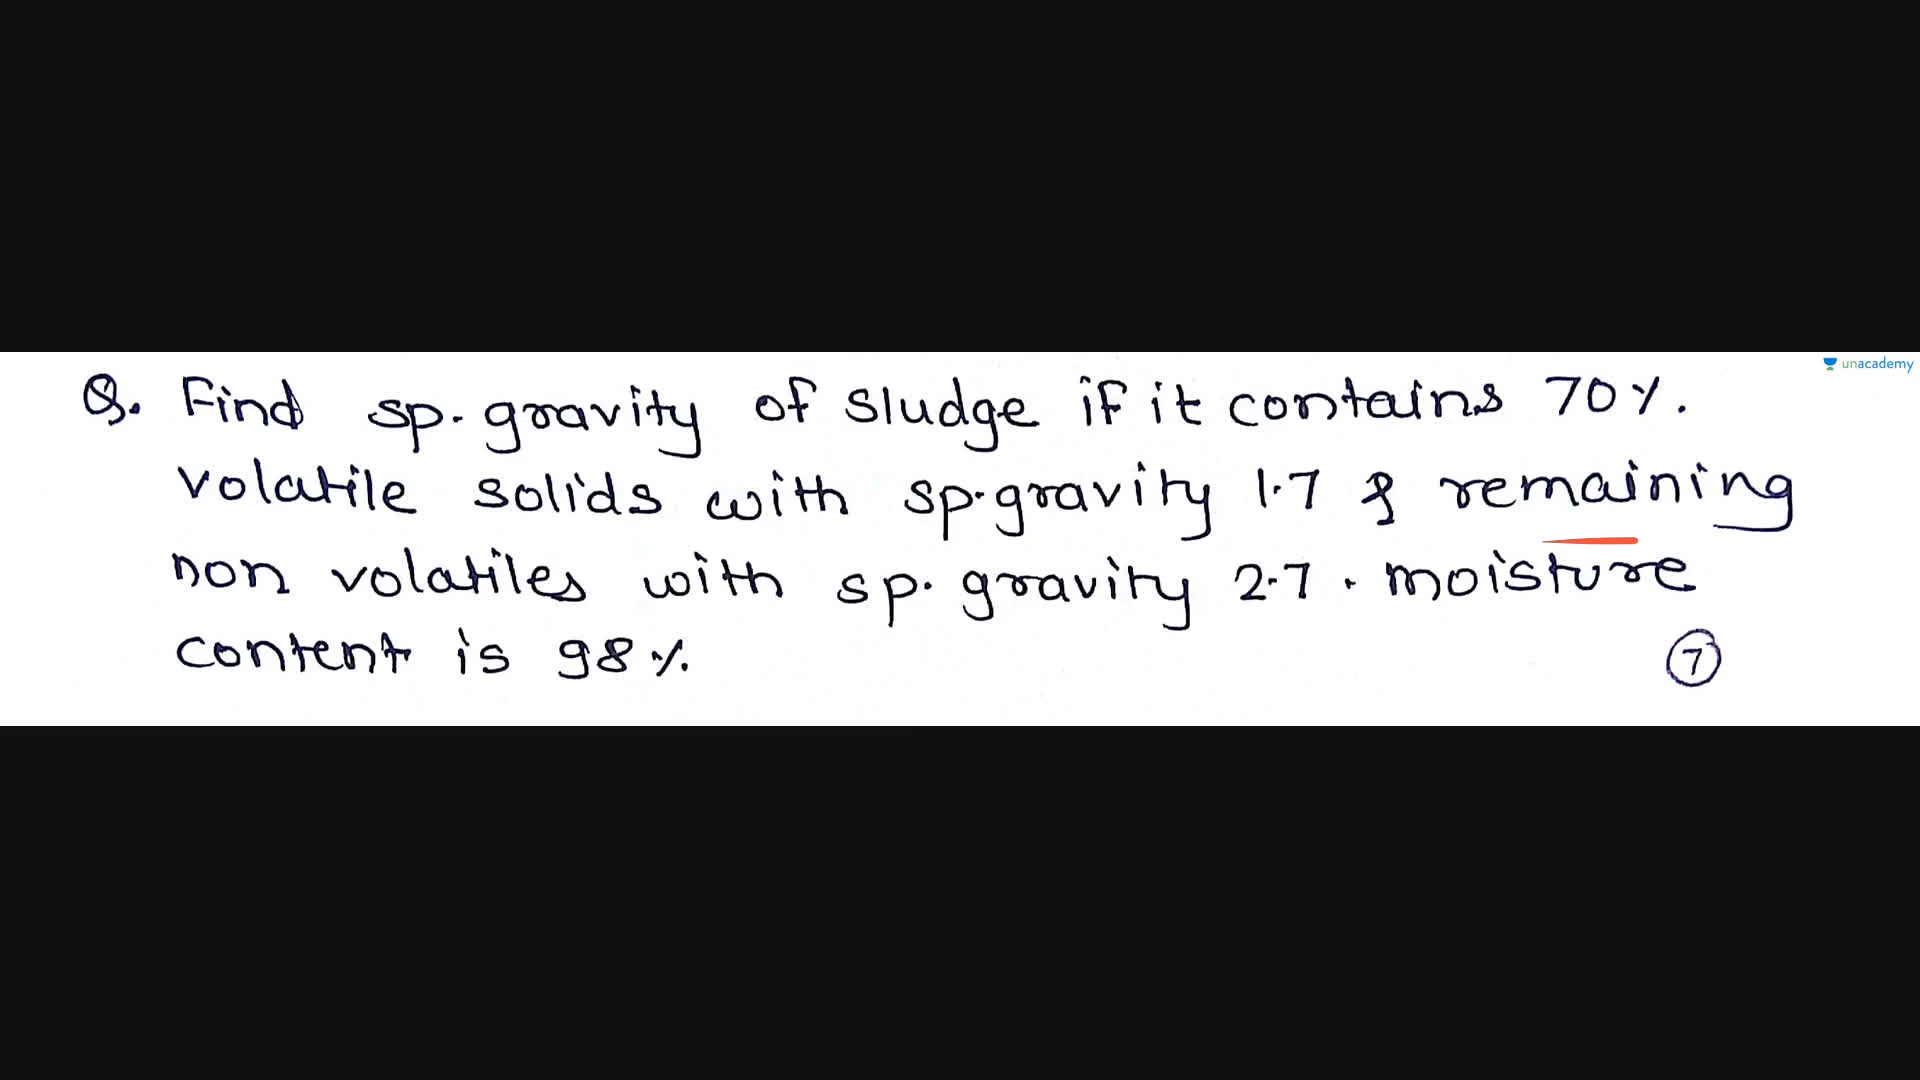 unacademy
Q. Find sp. gravity of sludge if it contains 70%.
volatile solids with sp.gravity 1.7 & remaining
non volatiles with sp. gravity 2.7. moisture
content is 98%.
7